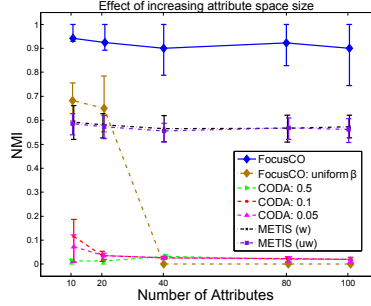 Effect of increasing attribute space size
NMI
1
0.9
0.8
0.7
0.6
0.5
0.4
0.3
0.2
0.1
0
FocusCO
FocusCO: uniform β
CODA: 0.5
CODA: 0.1
CODA: 0.05
METIS (w)
METIS (uw)
10 20 40 80 100
Number of Attributes